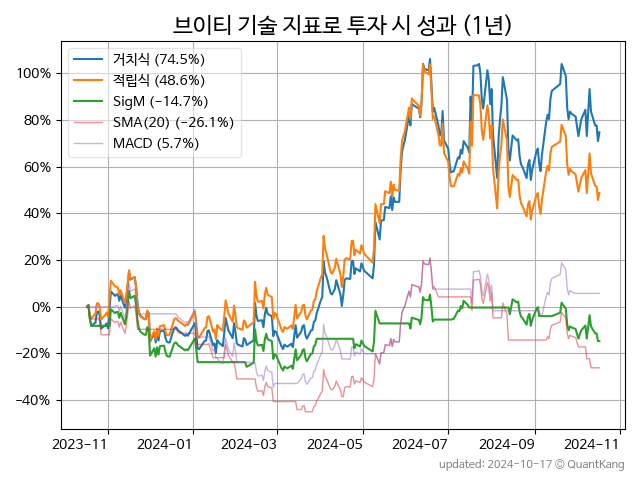 브이티 기술 지표로 투자 시 성과 (1년)
거치식 (74.5%)
적립식 (48.6%)
SigM (-14.7%)
SMA(20) (-26.1%)
MACD (5.7%)
100%
80%
60%
40%
20%
0%
-20%
-40%
2023-11 2024-01 2024-03 2024-05 2024-07 2024-09 2024-11
updated: 2024-10-17 © QuantKang